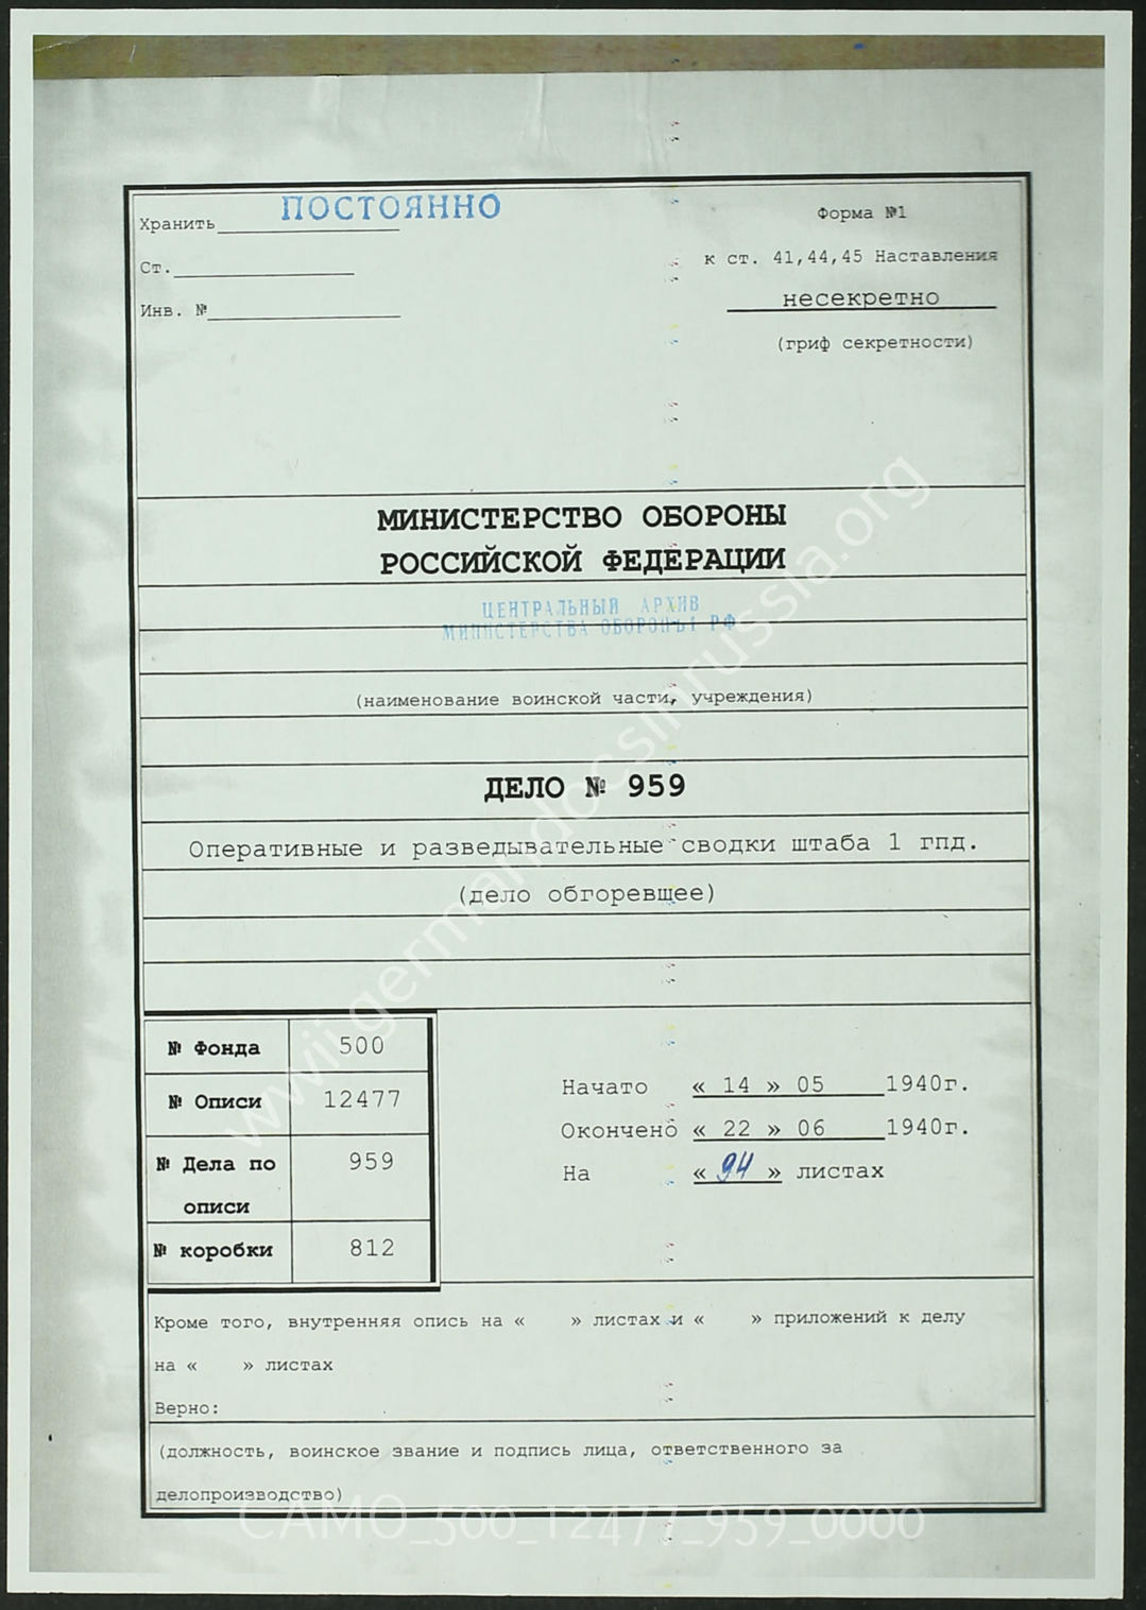 Хранить ПОСТОЯННО
Форма №1
Ст.
к ст. 41,44,45 Наставления
Инв. №
несекретно
(гриф секретности)
МИНИСТЕРСТВО ОБОРОНЫ
РОССИЙСКОЙ ФЕДЕРАЦИИ
ЦЕНТРАЛЬНЫЙ АРХИВ
МИНИСТЕРСТВА ОБОРОНЫ РФ
(наименование воинской части, учреждения)
ДЕЛО № 959
Оперативные и разведывательные сводки штаба 1 гпд.
(дело обгоревшее)
№ Фонда 500
№ Описи 12477
№ Дела по 959
описи
№ коробки 812
Начато « 14 » 05 1940г.
Окончено « 22 » 06 1940г.
На « 94 » листах
Кроме того, внутренняя опись на « » листах и « » приложений к делу
на « » листах
Верно:
(должность, воинское звание и подпись лица, ответственного за
делопроизводство)
wwii.germandocsinrussia.org
CAMO_500_12477_959_0000